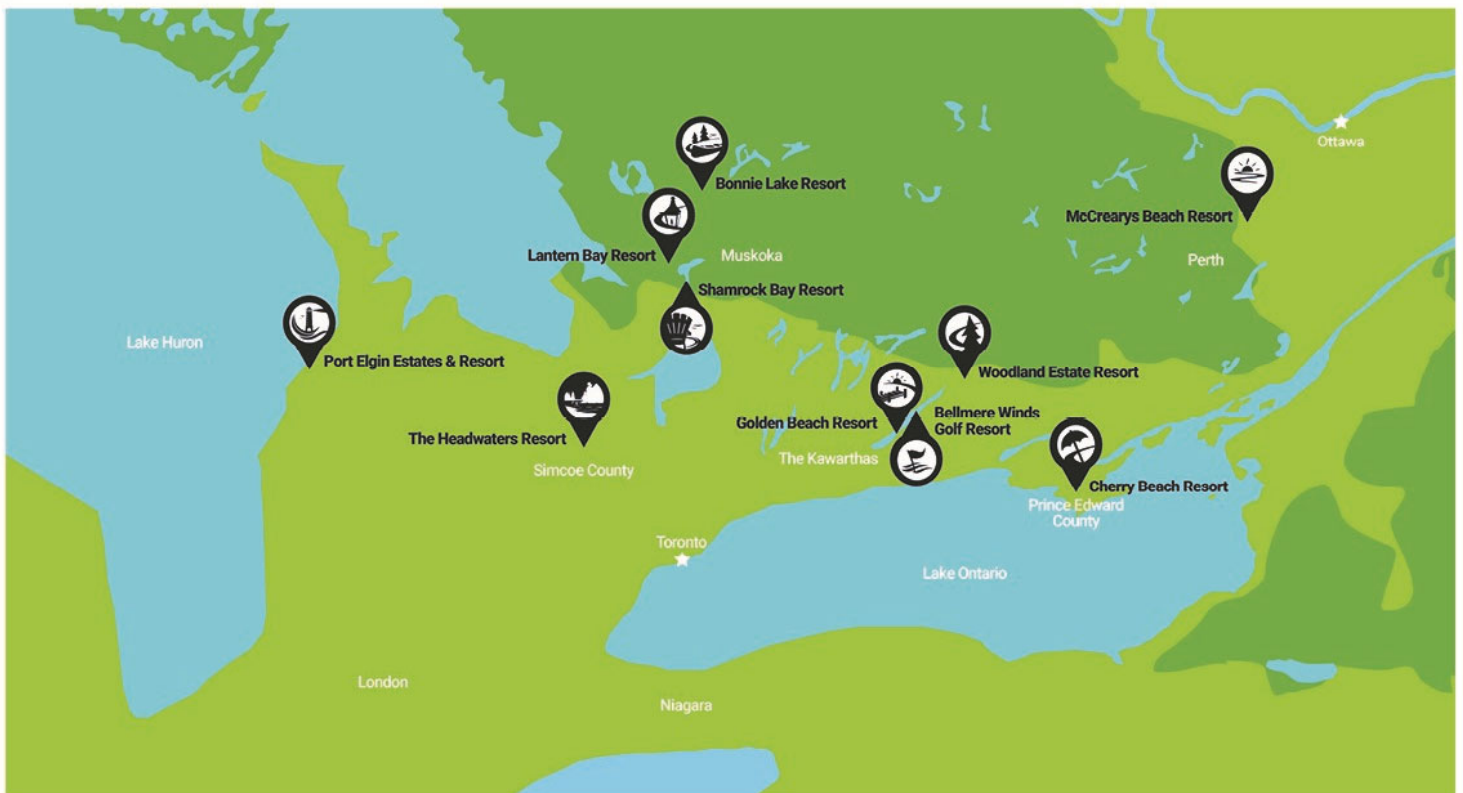 Ottawa
Bonnie Lake Resort
McCrearys Beach Resort
Lantern Bay Resort
Muskoka
Perth
Shamrock Bay Resort
Lake Huron
Port Elgin Estates & Resort
Woodland Estate Resort
Golden Beach Resort
Bellmere Winds
Golf Resort
The Headwaters Resort
The Kawarthas
Simcoe County
Cherry Beach Resort
Prince Edward
County
Toronto
Lake Ontario
London
Niagara